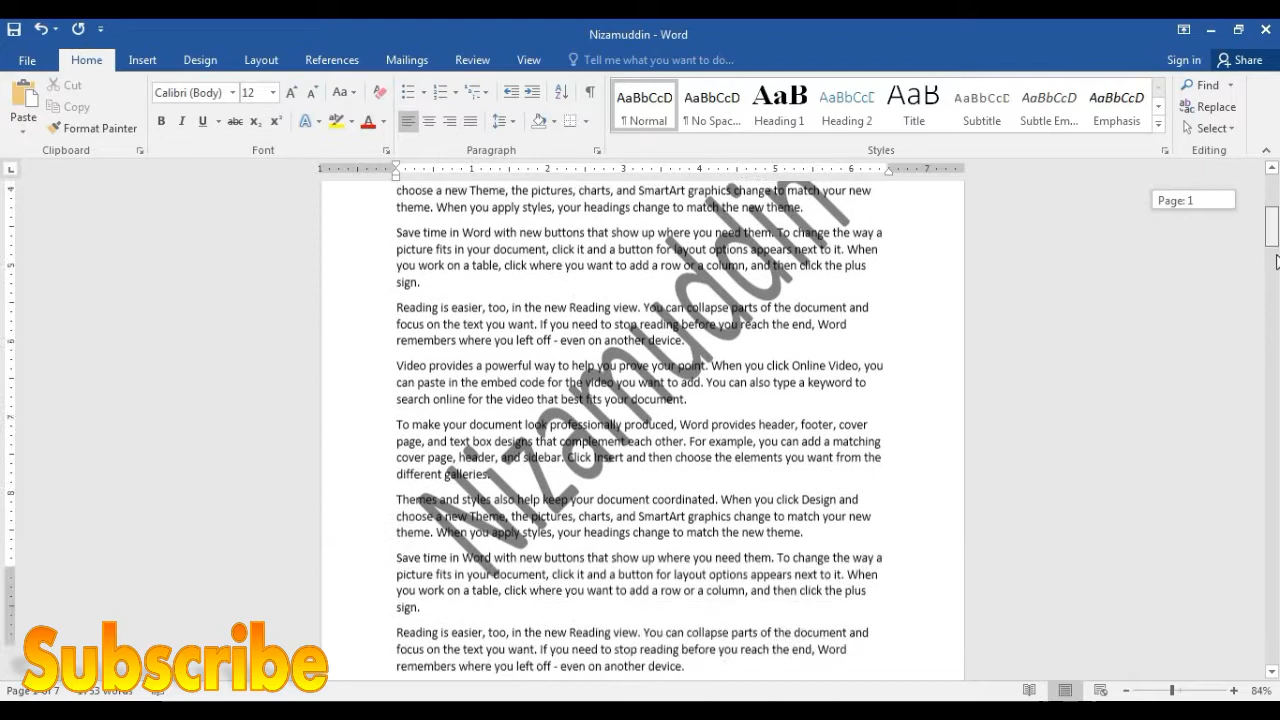 Nizamuddin - Word
File Home Insert Design Layout References Mailings Review View Tell me what you want to do... Sign in Share
Cut
Copy
Format Painter
Paste
Calibri (Body) 12
Aa
B I U abc X₂ X²
A A
AaBbCcD AaBbCcD AaB AaBbCcD AaB AaBbCcD AaBbCcD AaBbCcD
¶ Normal ¶ No Spac... Heading 1 Heading 2 Title Subtitle Subtle Em... Emphasis
Find
Replace
Select
Clipboard Font Paragraph Styles Editing
1 1 2 3 4 5 6 7
Page: 1
choose a new Theme, the pictures, charts, and SmartArt graphics change to match your new
theme. When you apply styles, your headings change to match the new theme.
Save time in Word with new buttons that show up where you need them. To change the way a
picture fits in your document, click it and a button for layout options appears next to it. When
you work on a table, click where you want to add a row or a column, and then click the plus
sign.
Reading is easier, too, in the new Reading view. You can collapse parts of the document and
focus on the text you want. If you need to stop reading before you reach the end, Word
remembers where you left off - even on another device.
Video provides a powerful way to help you prove your point. When you click Online Video, you
can paste in the embed code for the video you want to add. You can also type a keyword to
search online for the video that best fits your document.
To make your document look professionally produced, Word provides header, footer, cover
page, and text box designs that complement each other. For example, you can add a matching
cover page, header, and sidebar. Click Insert and then choose the elements you want from the
different galleries.
Themes and styles also help keep your document coordinated. When you click Design and
choose a new Theme, the pictures, charts, and SmartArt graphics change to match your new
theme. When you apply styles, your headings change to match the new theme.
Save time in Word with new buttons that show up where you need them. To change the way a
picture fits in your document, click it and a button for layout options appears next to it. When
you work on a table, click where you want to add a row or a column, and then click the plus
sign.
Reading is easier, too, in the new Reading view. You can collapse parts of the document and
focus on the text you want. If you need to stop reading before you reach the end, Word
remembers where you left off - even on another device.
Nizamuddin
4
5
6
7
8
Subscribe
of 7 words
84%